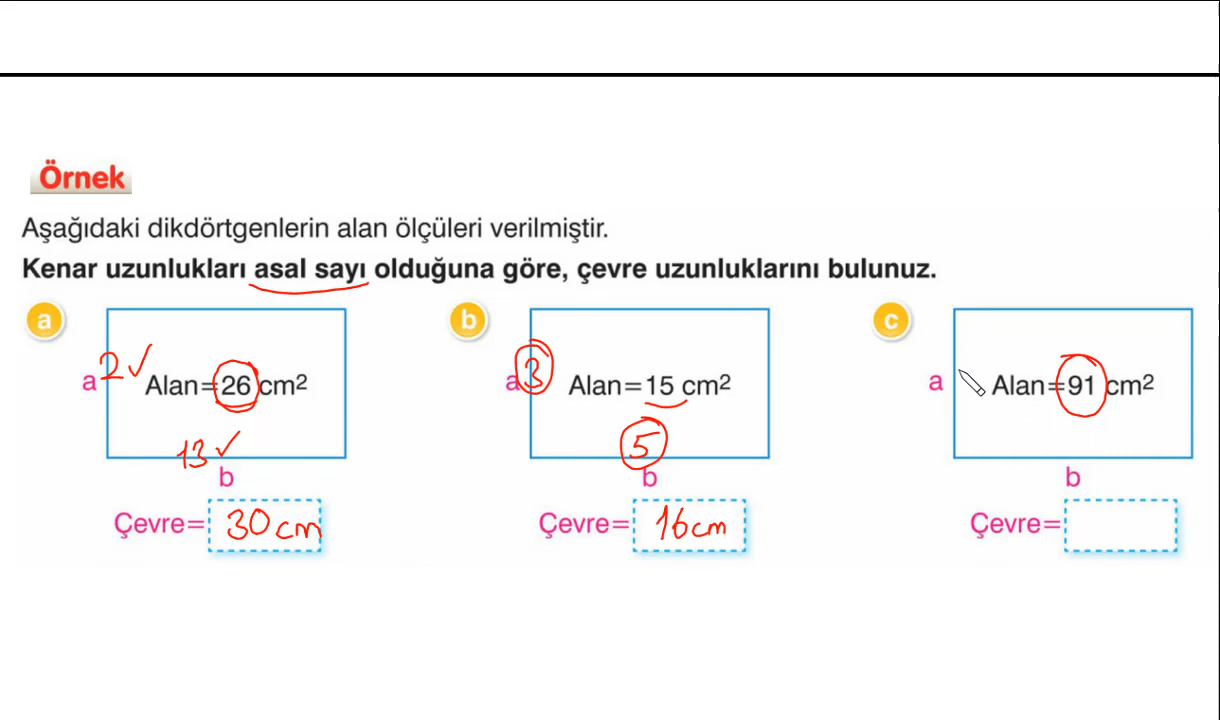 Örnek
Aşağıdaki dikdörtgenlerin alan ölçüleri verilmiştir.
Kenar uzunlukları asal sayı olduğuna göre, çevre uzunluklarını bulunuz.
a
2
a
Alan=26 cm²
13
b
Çevre= 30 cm
b
3
a
Alan=15 cm²
5
b
Çevre= 16 cm
c
a
Alan=91 cm²
b
Çevre=